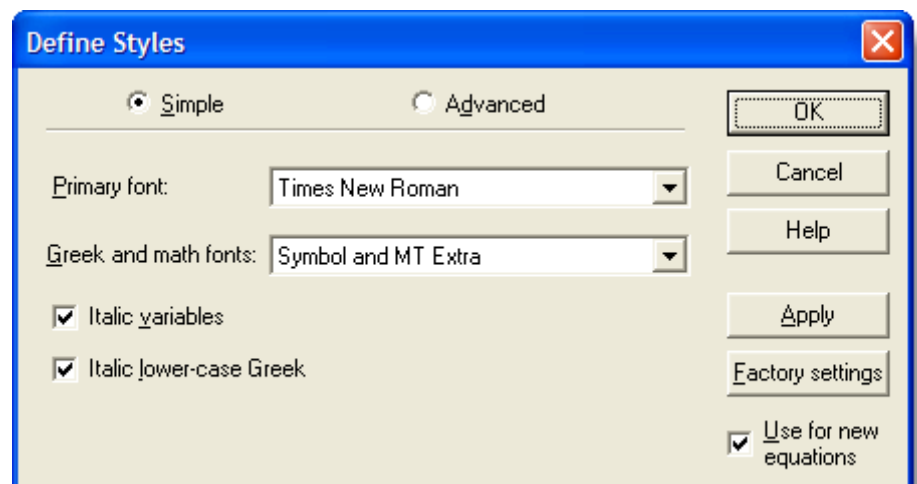 Define Styles
Simple
Advanced
OK
Primary font:
Times New Roman
Cancel
Greek and math fonts:
Symbol and MT Extra
Help
Italic variables
Apply
Italic lower-case Greek
Factory settings
Use for new
equations